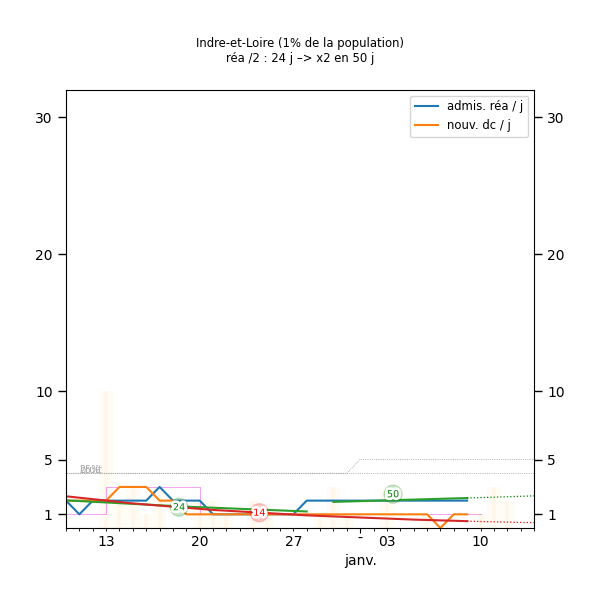 Indre-et-Loire (1% de la population)
réa /2 : 24 j –> x2 en 50 j
admis. réa / j
nouv. dc / j
30 30
20 20
10 10
5 5
25%
24 14 50
1 1
13 20 27 - 03 10
janv.